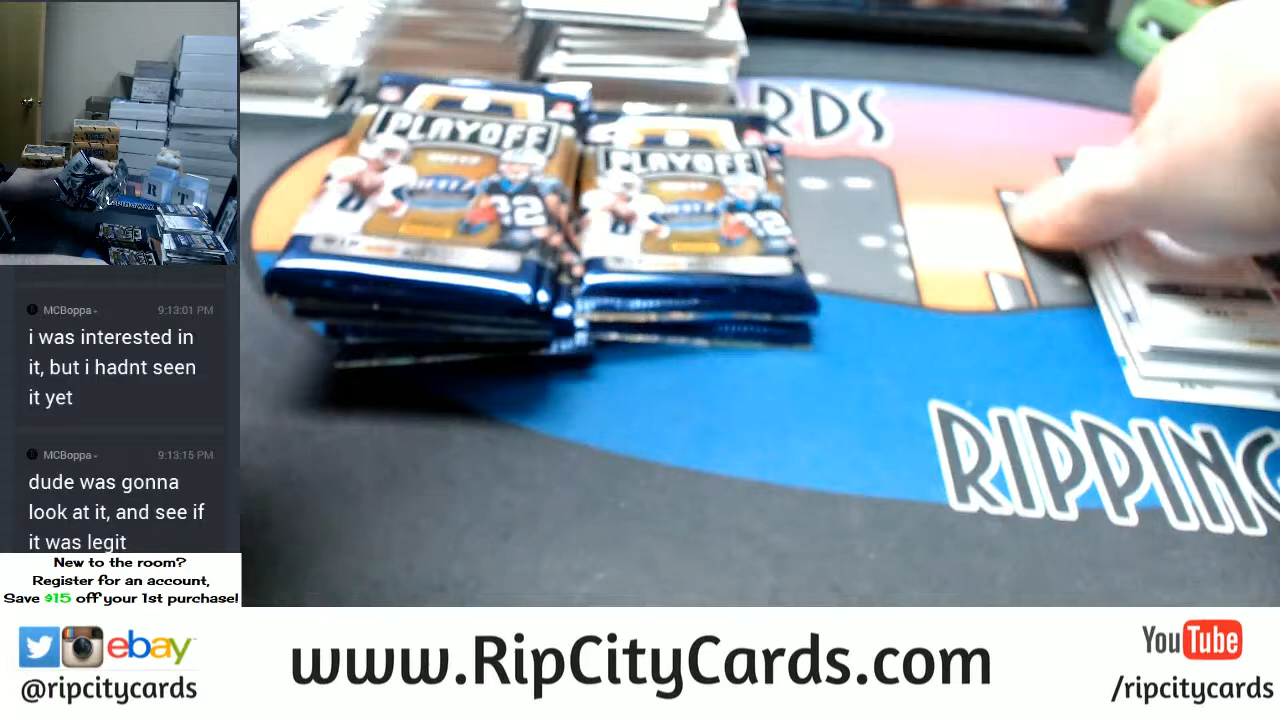 MCBoppa
9:13:01 PM
i was interested in
it, but i hadnt seen
it yet
MCBoppa
9:13:15 PM
dude was gonna
look at it, and see if
it was legit
New to the room?
Register for an account,
Save $15 off your 1st purchase!
PLAYOFF
PLAYOFF
RDS
RIPPING
ebay
@ripcitycards
www.RipCityCards.com
YouTube
/ripcitycards